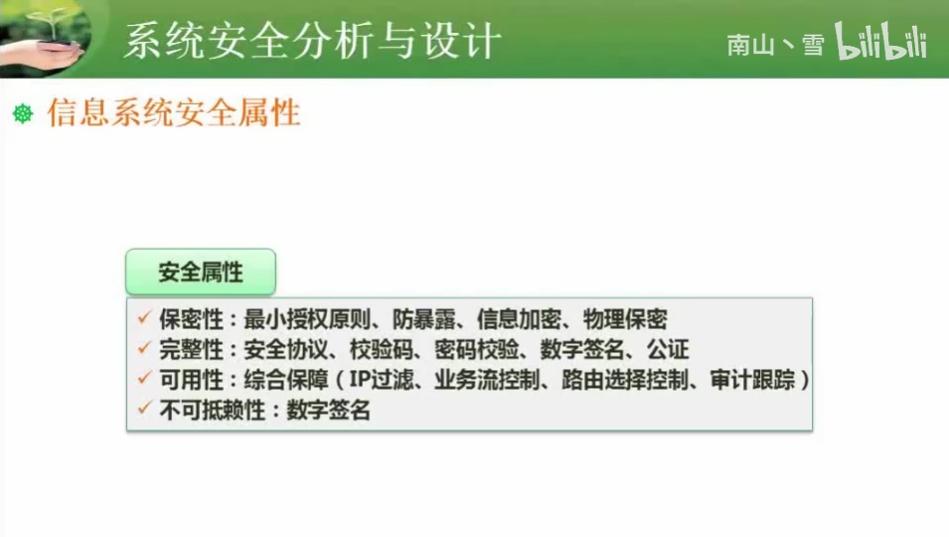 系统安全分析与设计
南山丶雪 bilibili
信息系统安全属性
安全属性
保密性：最小授权原则、防暴露、信息加密、物理保密
完整性：安全协议、校验码、密码校验、数字签名、公证
可用性：综合保障（IP过滤、业务流控制、路由选择控制、审计跟踪）
不可抵赖性：数字签名